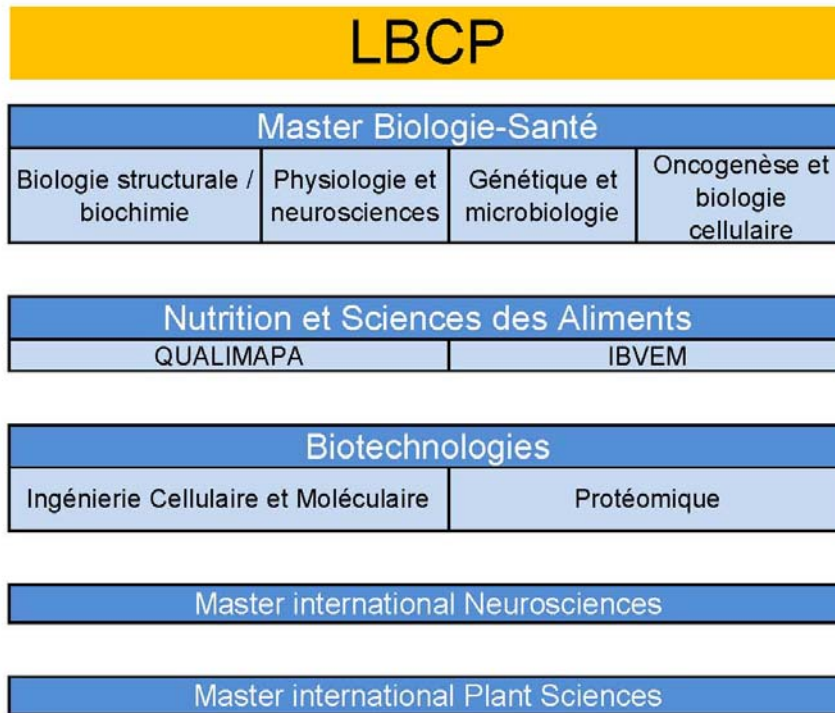 LBCP
Master Biologie-Santé
Biologie structurale /
biochimie
Physiologie et
neurosciences
Génétique et
microbiologie
Oncogenèse et
biologie
cellulaire
Nutrition et Sciences des Aliments
QUALIMAPA
IBVEM
Biotechnologies
Ingénierie Cellulaire et Moléculaire
Protéomique
Master international Neurosciences
Master international Plant Sciences